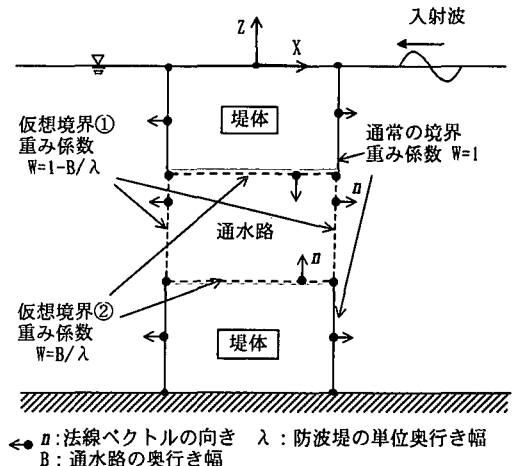 入射波
Z
X
仮想境界①
重み係数
W=1-B/λ
堤体
通常の境界
重み係数 W=1
n
通水路
n
仮想境界②
重み係数
W=B/λ
堤体
n:法線ベクトルの向き λ:防波堤の単位奥行き幅
B:通水路の奥行き幅